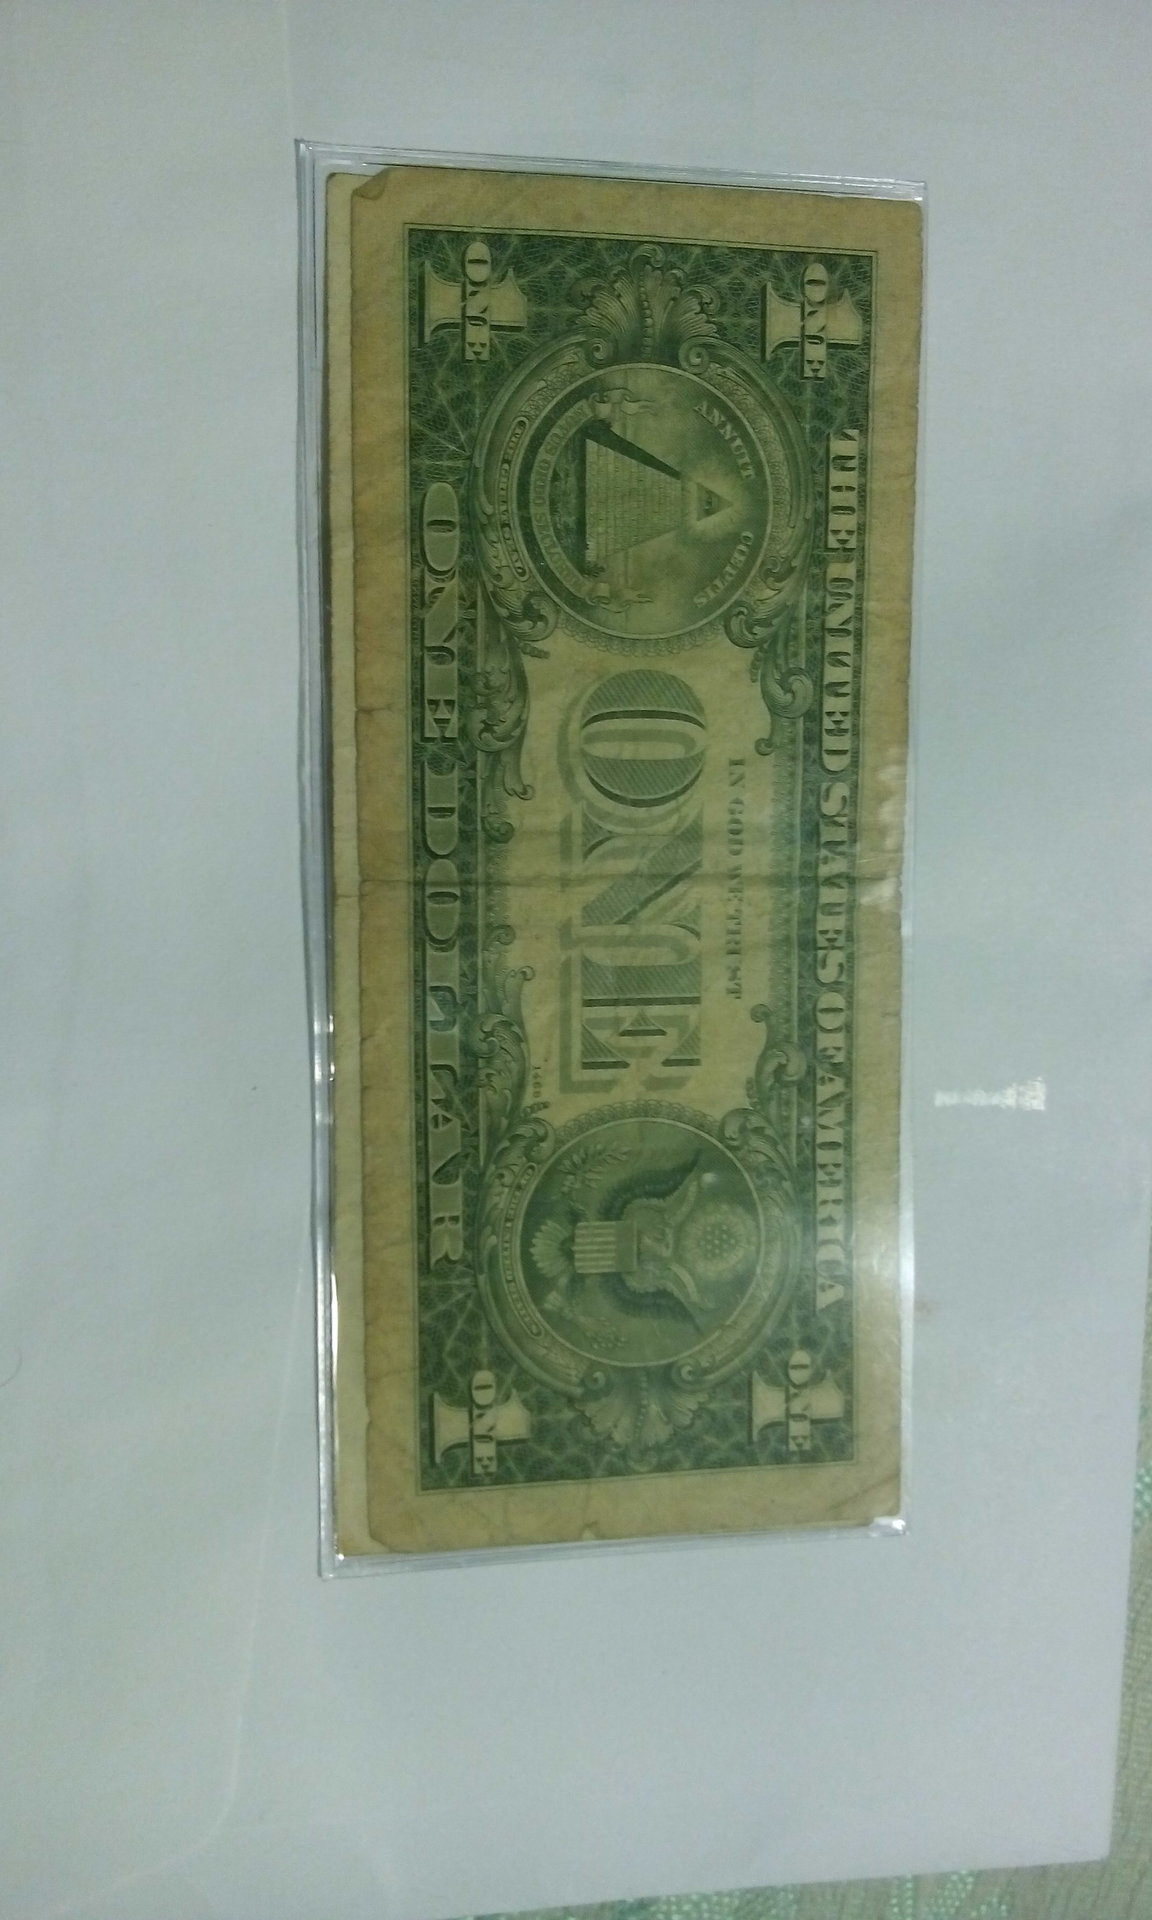 THE UNITED STATES OF AMERICA
ONE
ONE
ANNUIT COEPTIS
IN GOD WE TRUST
ONE
ONE
ONE
ONE DOLLAR